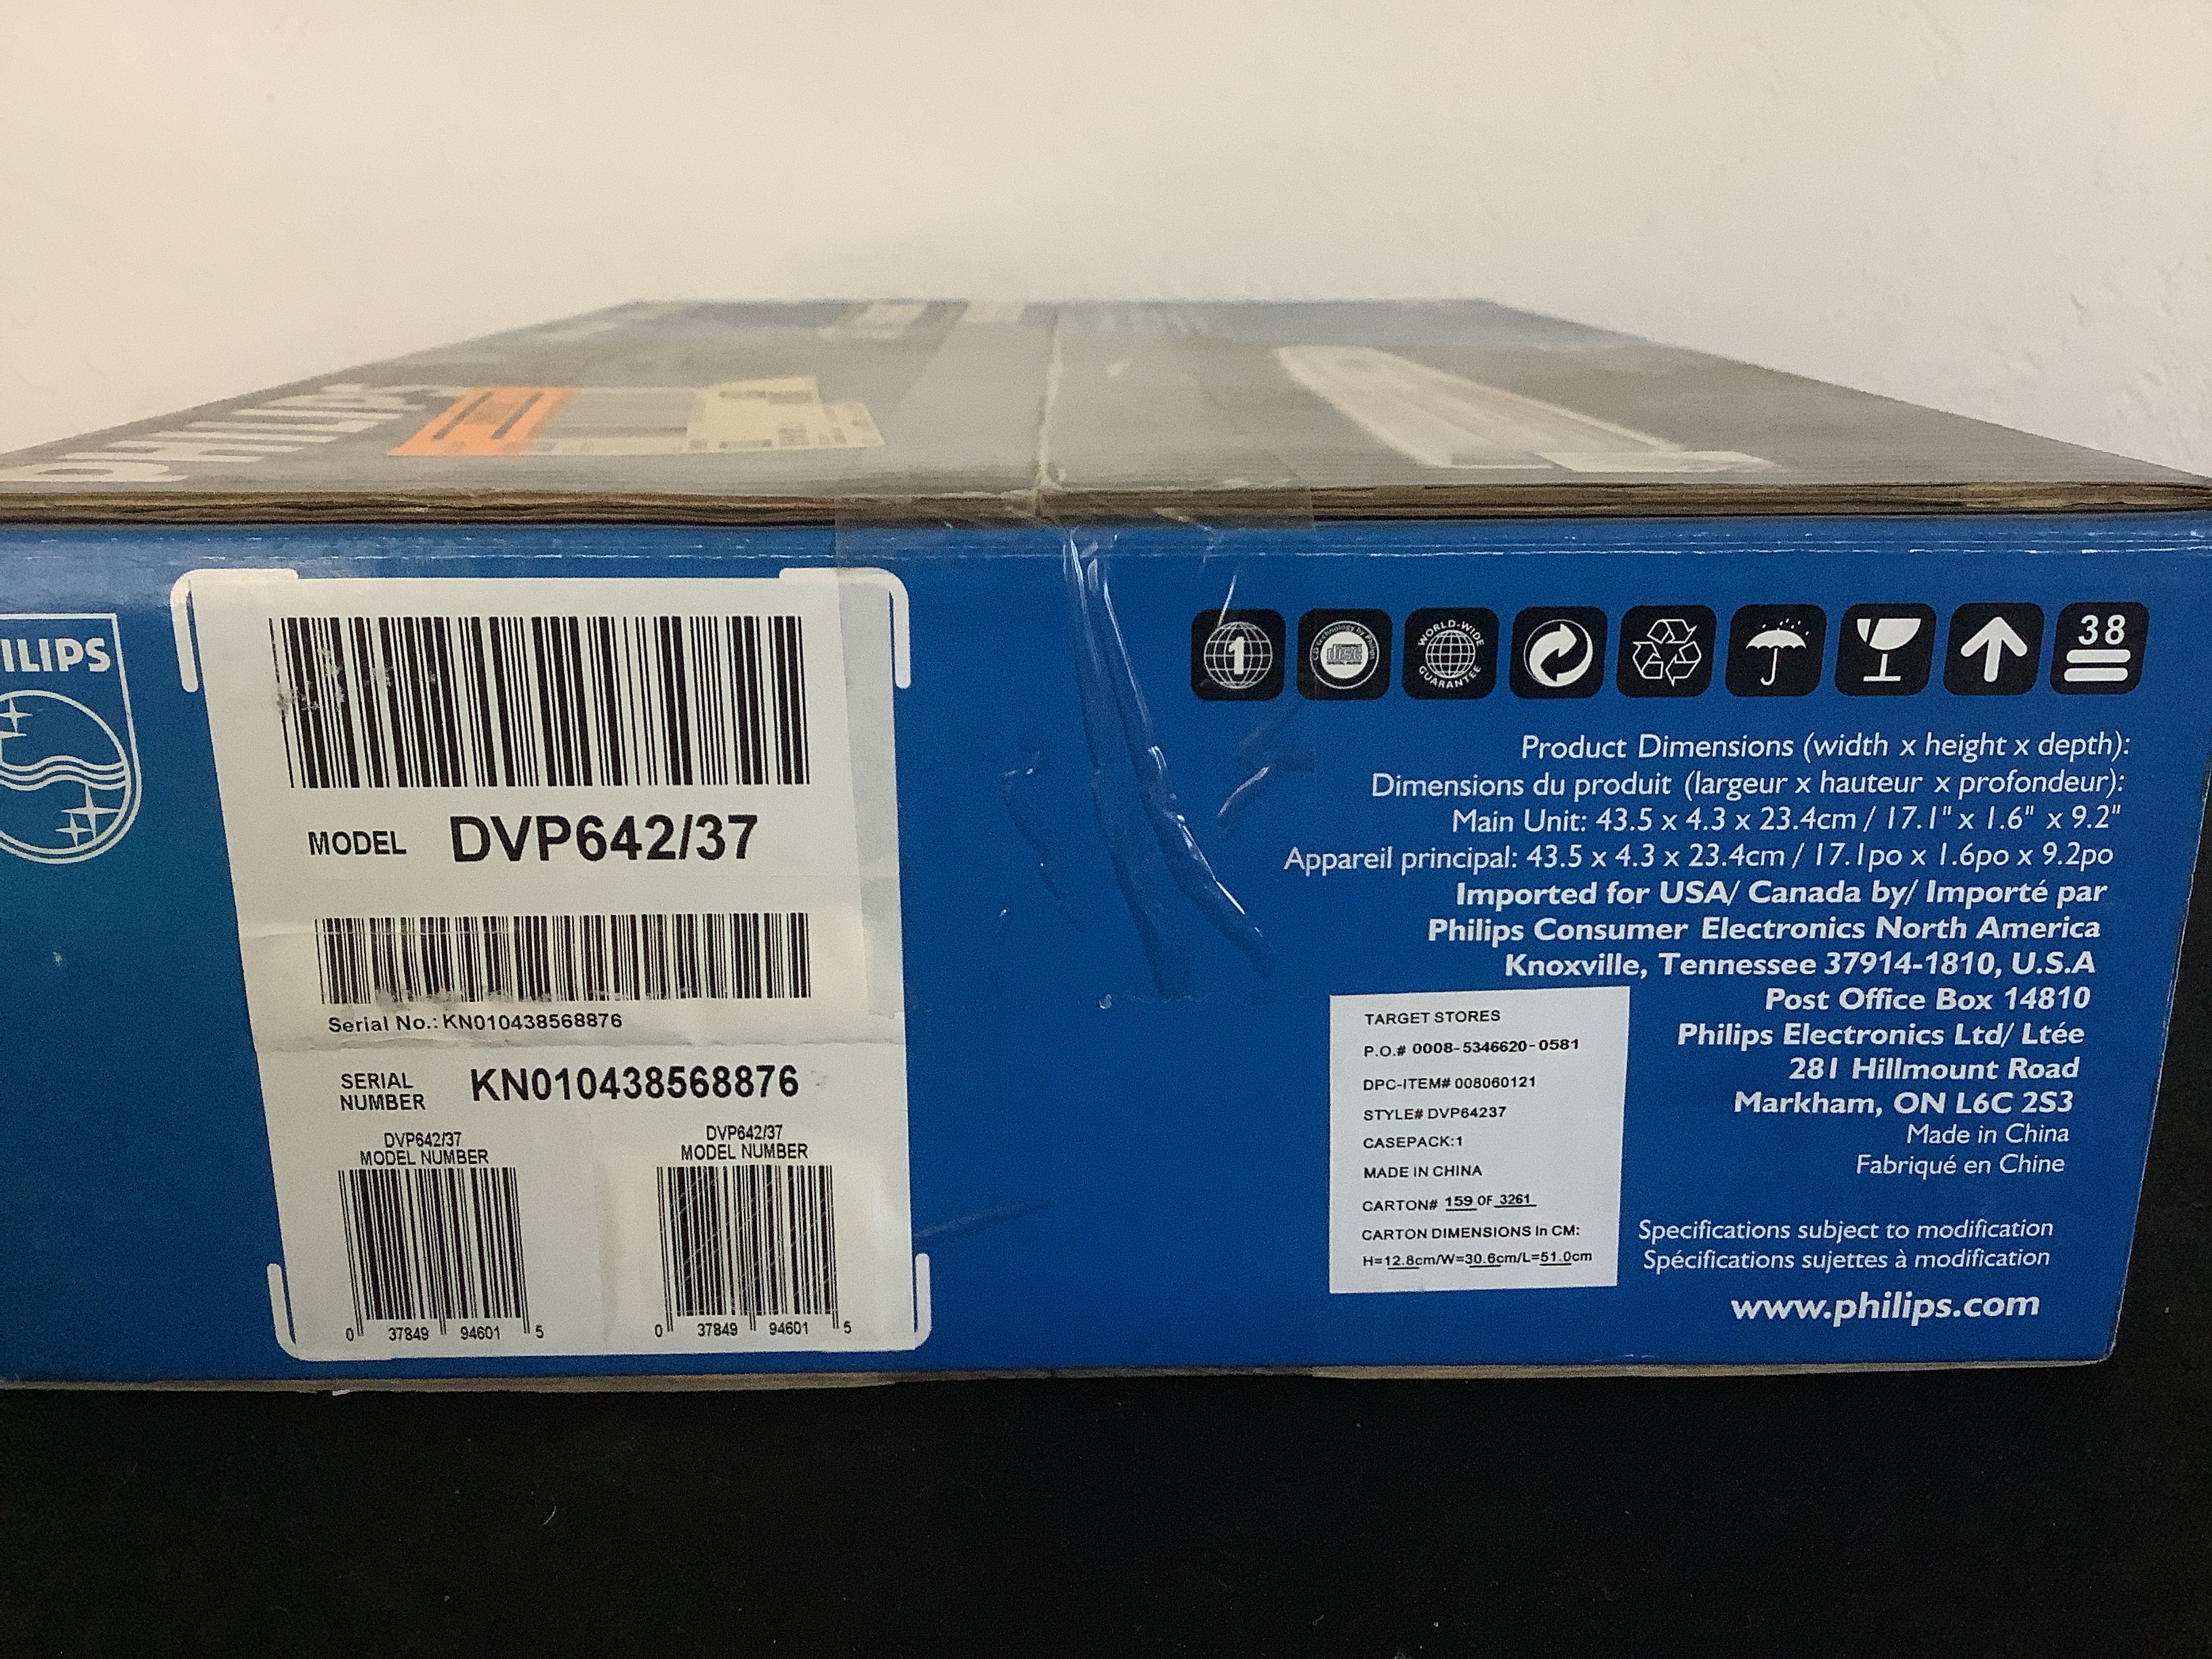 PHILIPS
ILIPS
MODEL DVP642/37
Serial No.: KN010438568876
SERIAL NUMBER KN010438568876
DVP642/37
MODEL NUMBER
0 37849 94601 5
DVP642/37
MODEL NUMBER
0 37849 94601 5
1
CD technology by Philips
disc
DIGITAL AUDIO
WORLD-WIDE
GUARANTEE
38
Product Dimensions (width x height x depth):
Dimensions du produit (largeur x hauteur x profondeur):
Main Unit: 43.5 x 4.3 x 23.4cm / 17.1" x 1.6" x 9.2"
Appareil principal: 43.5 x 4.3 x 23.4cm / 17.1po x 1.6po x 9.2po
Imported for USA/ Canada by/ Importé par
Philips Consumer Electronics North America
Knoxville, Tennessee 37914-1810, U.S.A
Post Office Box 14810
Philips Electronics Ltd/ Ltée
281 Hillmount Road
Markham, ON L6C 2S3
Made in China
Fabriqué en Chine
Specifications subject to modification
Spécifications sujettes à modification
www.philips.com
TARGET STORES
P.O.# 0008-5346620-0581
DPC-ITEM# 008060121
STYLE# DVP64237
CASEPACK:1
MADE IN CHINA
CARTON# 159 OF 3261
CARTON DIMENSIONS In CM:
H=12.8cm/W=30.6cm/L=51.0cm